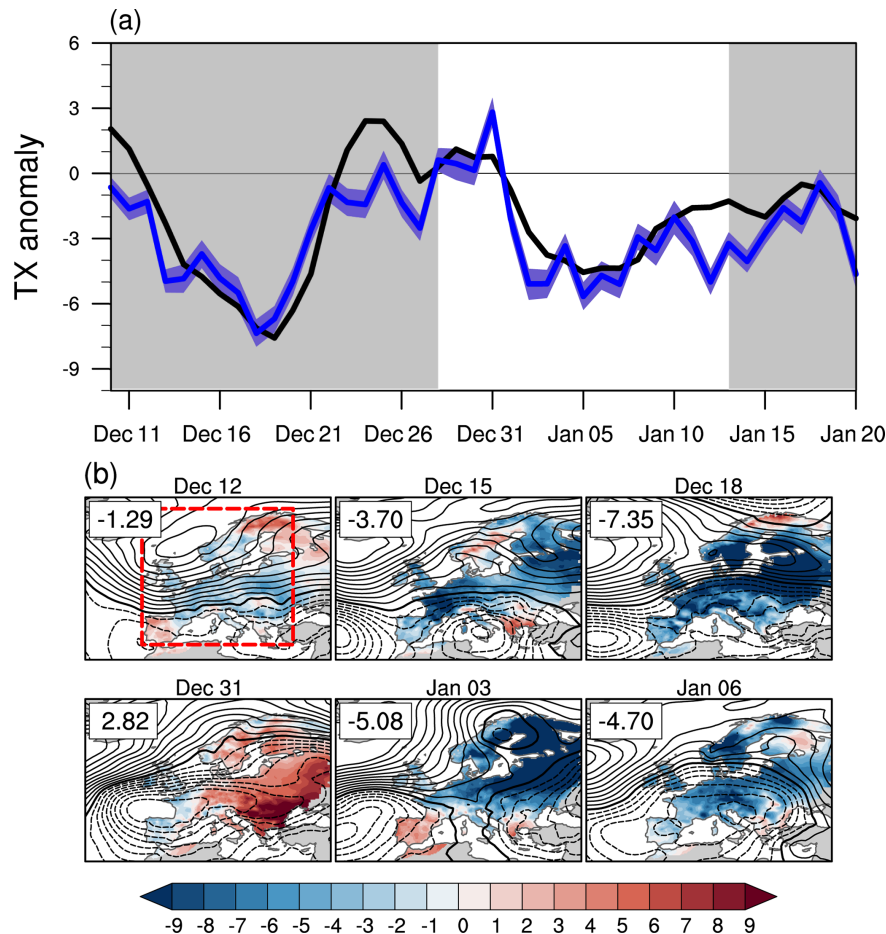 (a)
6
3
0
-3
-6
-9
TX anomaly
Dec 11 Dec 16 Dec 21 Dec 26 Dec 31 Jan 05 Jan 10 Jan 15 Jan 20
(b)
Dec 12 Dec 15 Dec 18
-1.29 -3.70 -7.35
Dec 31 Jan 03 Jan 06
2.82 -5.08 -4.70
-9 -8 -7 -6 -5 -4 -3 -2 -1 0 1 2 3 4 5 6 7 8 9